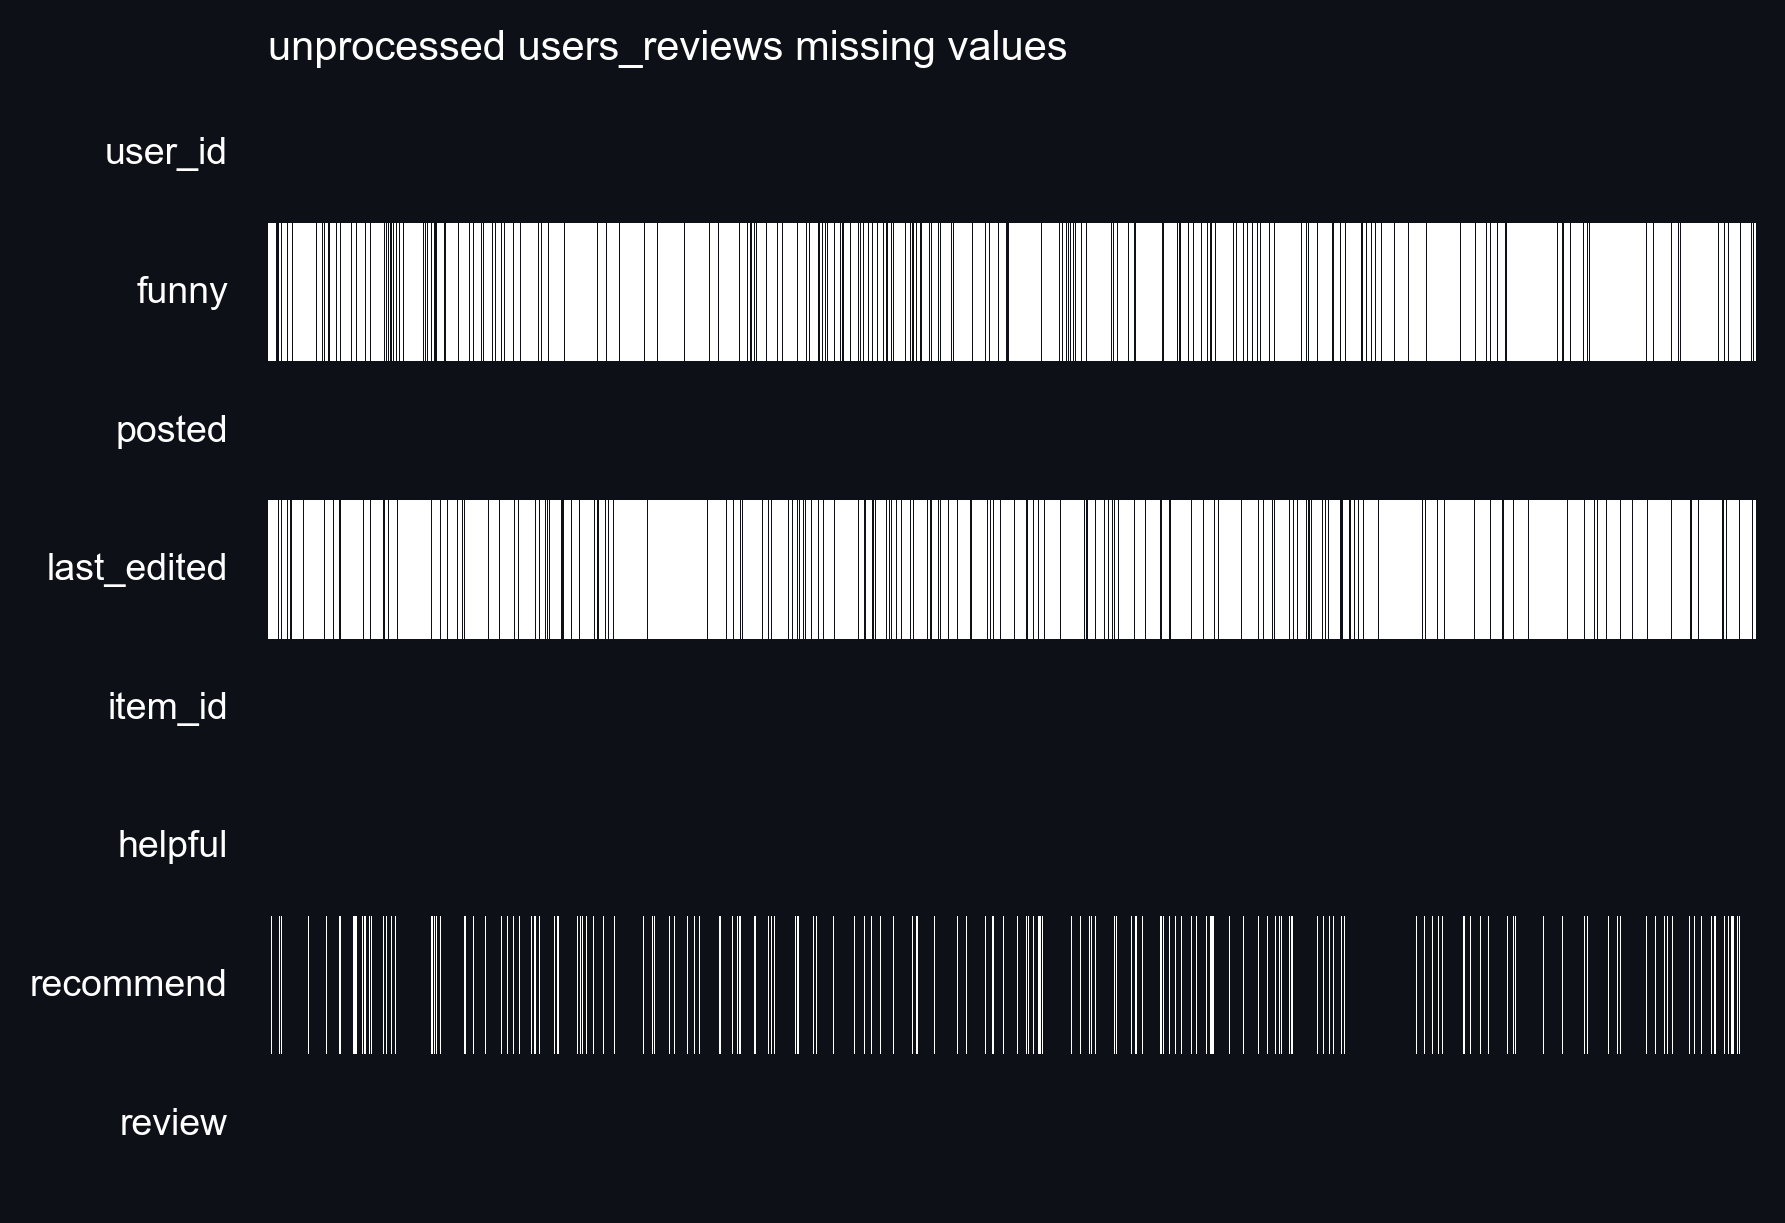 unprocessed users_reviews missing values
user_id
funny
posted
last_edited
item_id
helpful
recommend
review